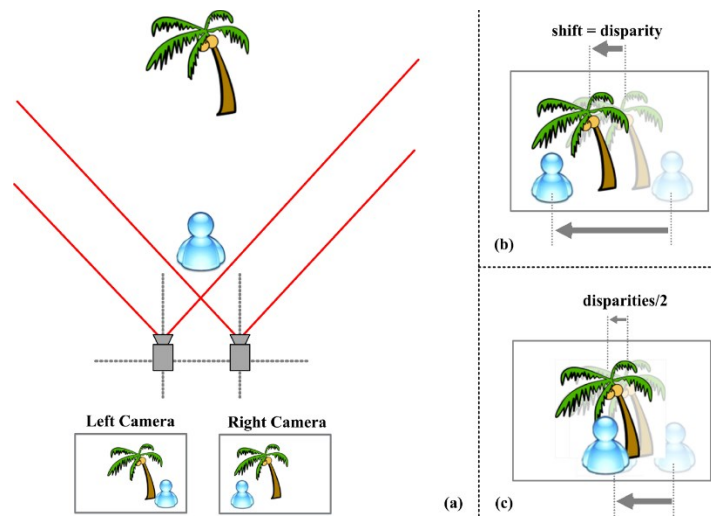 Left Camera
Right Camera
(a)
shift = disparity
(b)
disparities/2
(c)